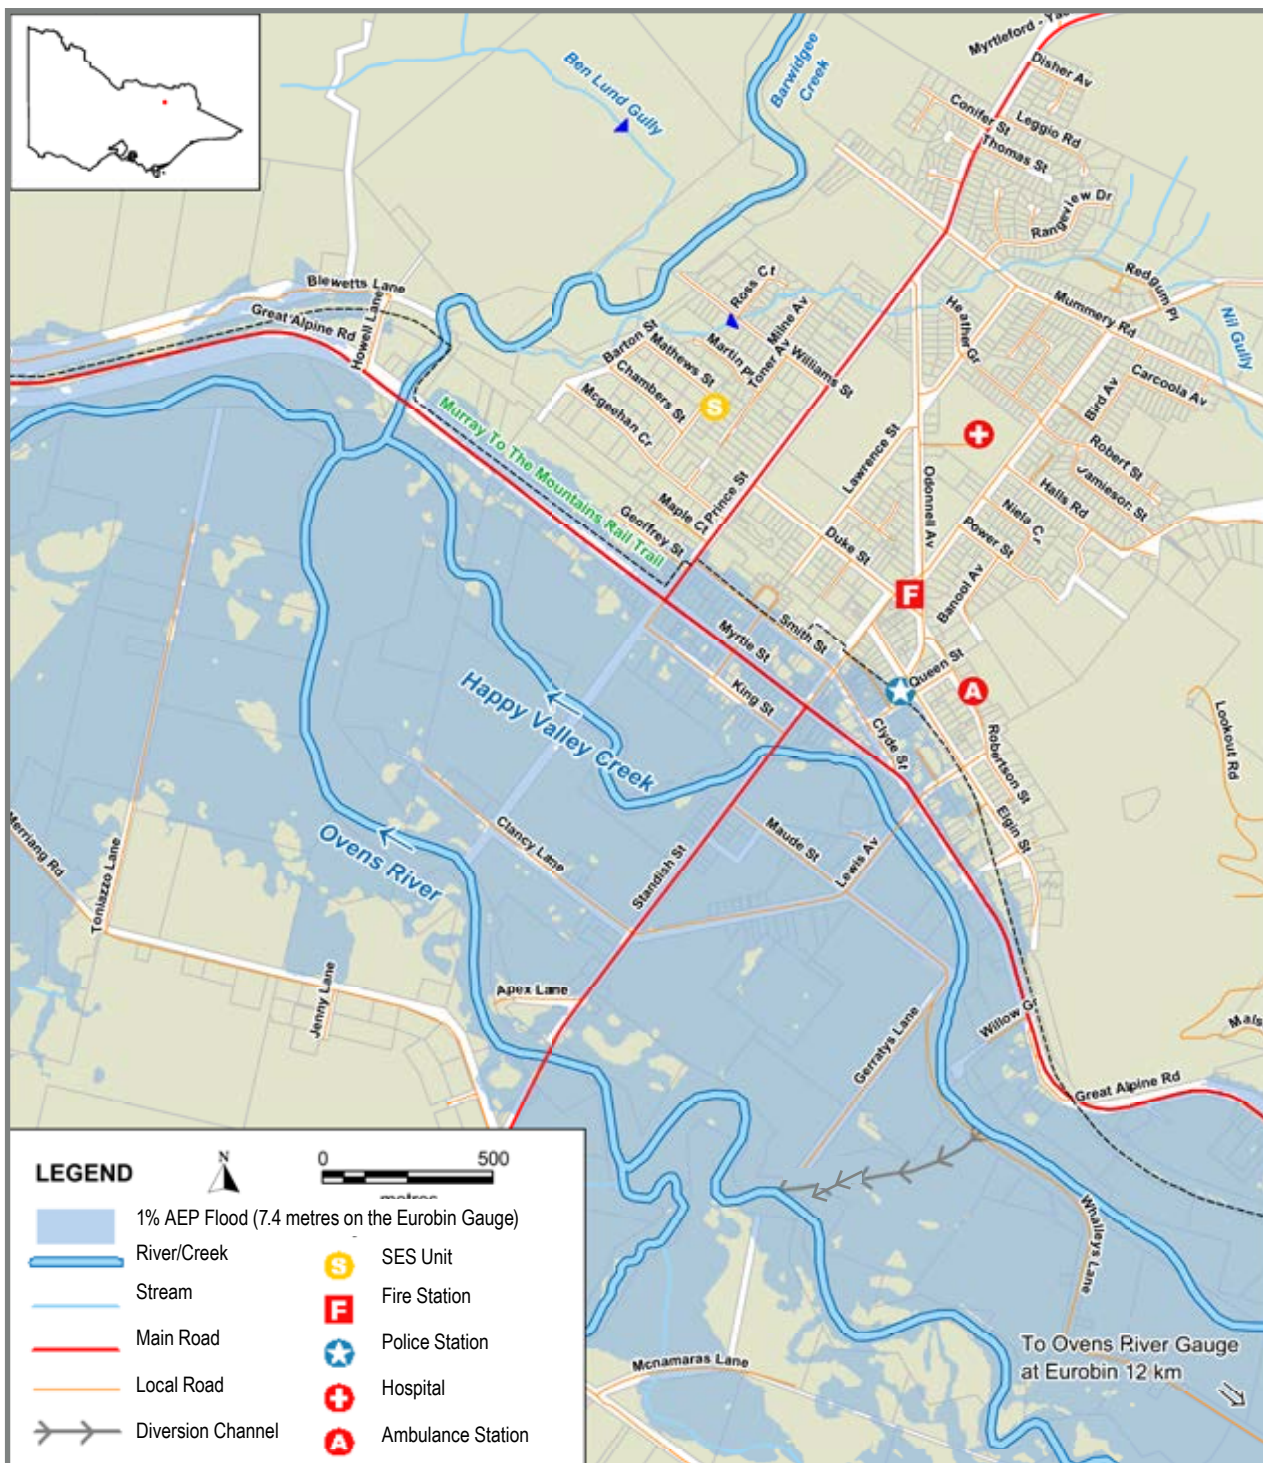 Myrtleford - Yac
Disher Av
Ben Lund Gully
Barwidgee
Creek
Conifer St
Leggio Rd
Thomas St
Rangeview Dr
Redgum Pl
Blewetts Lane
Great Alpine Rd
Howell Lane
Ross Ct
Milne Av
Heather Gr
Mummery Rd
Nil Gully
Barton St
Mathews St
Martin Pl
Toner Av
Williams St
Chambers St
Mcgeehan Cr
S
Carcoola Av
Bird Av
Murray To The Mountains Rail Trail
Lawrence St
Odonnell Av
Robert St
Jamieson St
Halls Rd
Prince St
Maple Ct
Geoffrey St
Niela C
Power St
Duke St
F
Banool Av
Smith St
Myrtle St
Queen St
King St
A
Happy Valley Creek
Clyde St
Robertson St
Lookout Rd
Elgin St
Ovens River
Clancy Lane
Maude St
Lewis Av
Merriang Rd
Toniazzo Lane
Standish St
Apex Lane
Jenny Lane
Willow Gr
Mals
Gerratys Lane
Great Alpine Rd
Whalleys Lane
To Ovens River Gauge
at Eurobin 12 km
Mcnamaras Lane
LEGEND
N
0 500
metres
1% AEP Flood (7.4 metres on the Eurobin Gauge)
River/Creek
S SES Unit
Stream
F Fire Station
Main Road
Police Station
Local Road
Hospital
Diversion Channel
A Ambulance Station